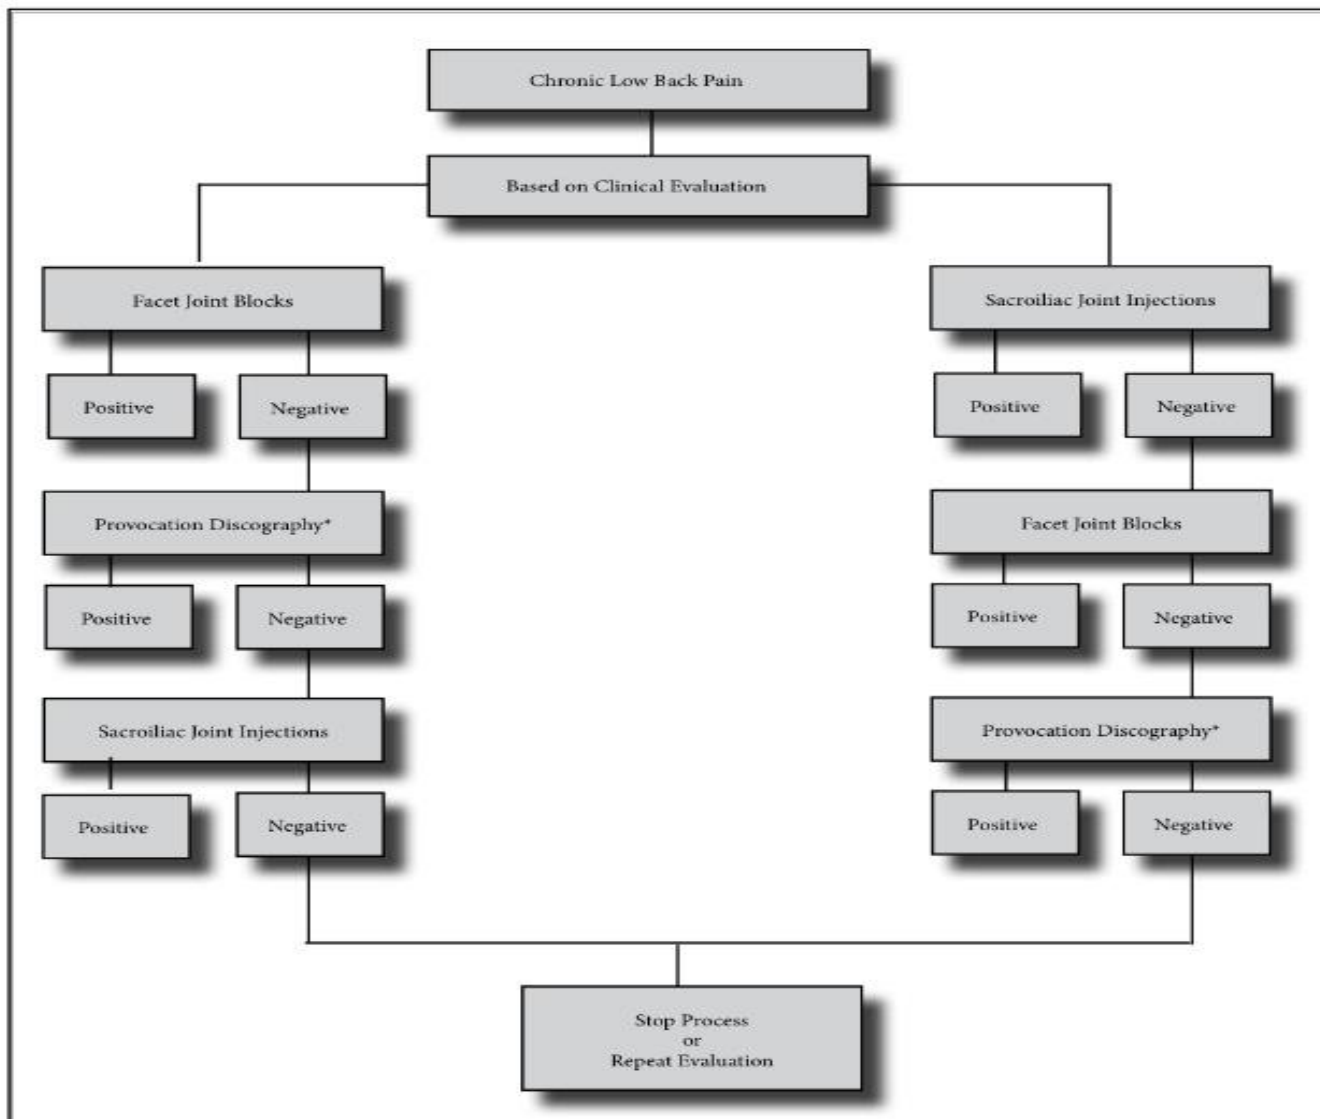 Chronic Low Back Pain
Based on Clinical Evaluation
Facet Joint Blocks
Sacroiliac Joint Injections
Positive
Negative
Positive
Negative
Provocation Discography*
Facet Joint Blocks
Positive
Negative
Positive
Negative
Sacroiliac Joint Injections
Provocation Discography*
Positive
Negative
Positive
Negative
Stop Process
or
Repeat Evaluation